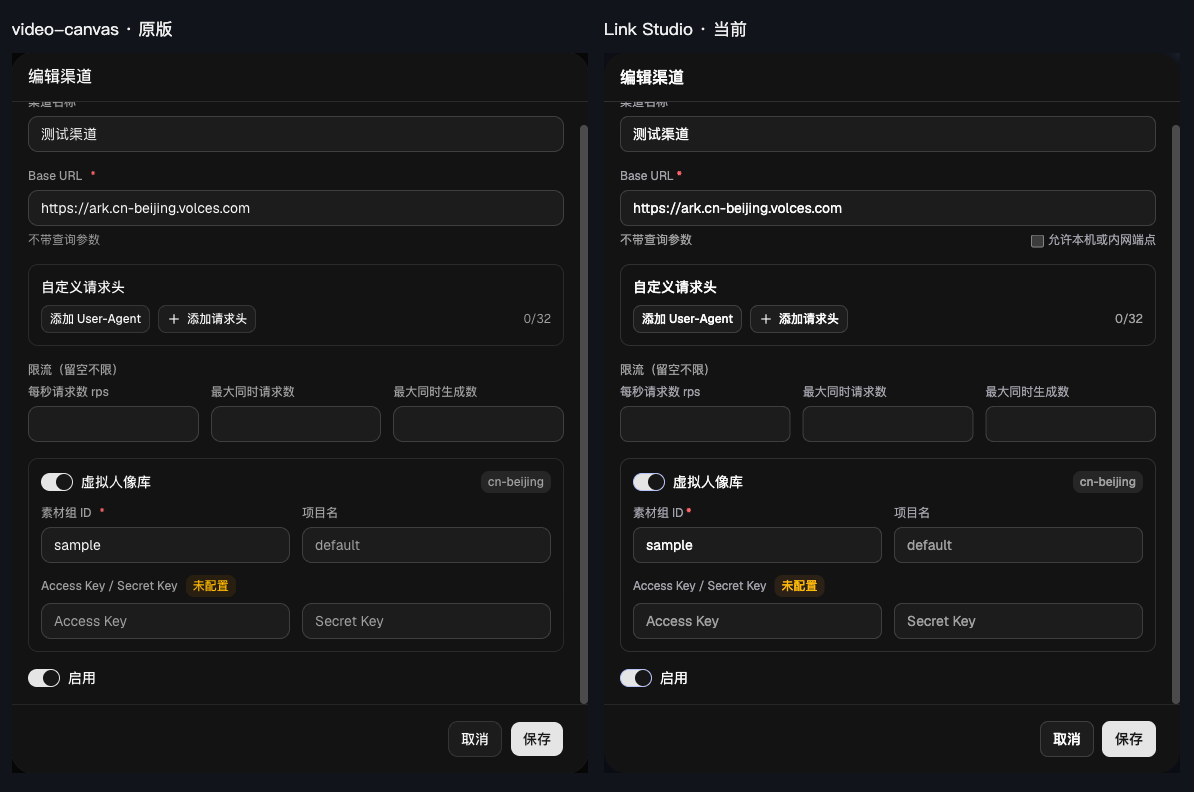 video-canvas · 原版
编辑渠道
渠道名称
测试渠道
Base URL *
https://ark.cn-beijing.volces.com
不带查询参数
自定义请求头
添加 User-Agent
+ 添加请求头
0/32
限流（留空不限）
每秒请求数 rps
最大同时请求数
最大同时生成数
虚拟人像库
cn-beijing
素材组 ID *
项目名
sample
default
Access Key / Secret Key 未配置
Access Key
Secret Key
启用
取消
保存
Link Studio · 当前
编辑渠道
渠道名称
测试渠道
Base URL *
https://ark.cn-beijing.volces.com
不带查询参数
允许本机或内网端点
自定义请求头
添加 User-Agent
+ 添加请求头
0/32
限流（留空不限）
每秒请求数 rps
最大同时请求数
最大同时生成数
虚拟人像库
cn-beijing
素材组 ID *
项目名
sample
default
Access Key / Secret Key 未配置
Access Key
Secret Key
启用
取消
保存